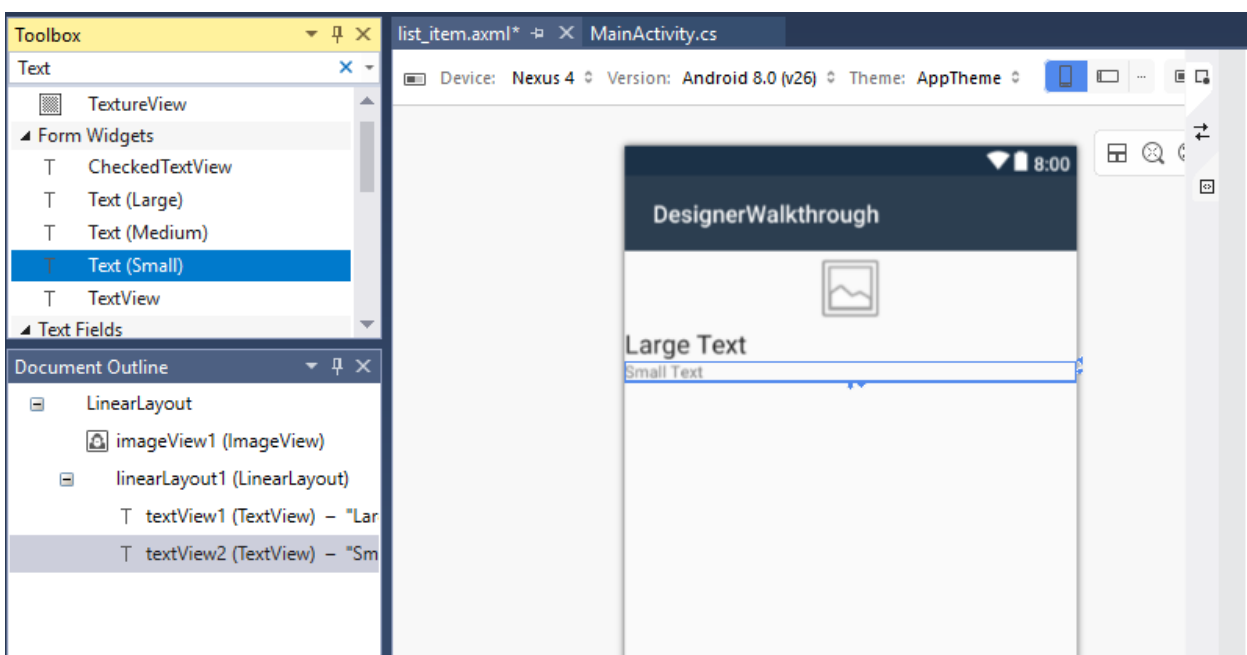 Toolbox
Text
TextureView
Form Widgets
CheckedTextView
Text (Large)
Text (Medium)
Text (Small)
TextView
Text Fields
Document Outline
LinearLayout
imageView1 (ImageView)
linearLayout1 (LinearLayout)
textView1 (TextView) – "Lar
textView2 (TextView) – "Sm
list_item.axml* MainActivity.cs
Device: Nexus 4 Version: Android 8.0 (v26) Theme: AppTheme ...
8:00
DesignerWalkthrough
Large Text
Small Text